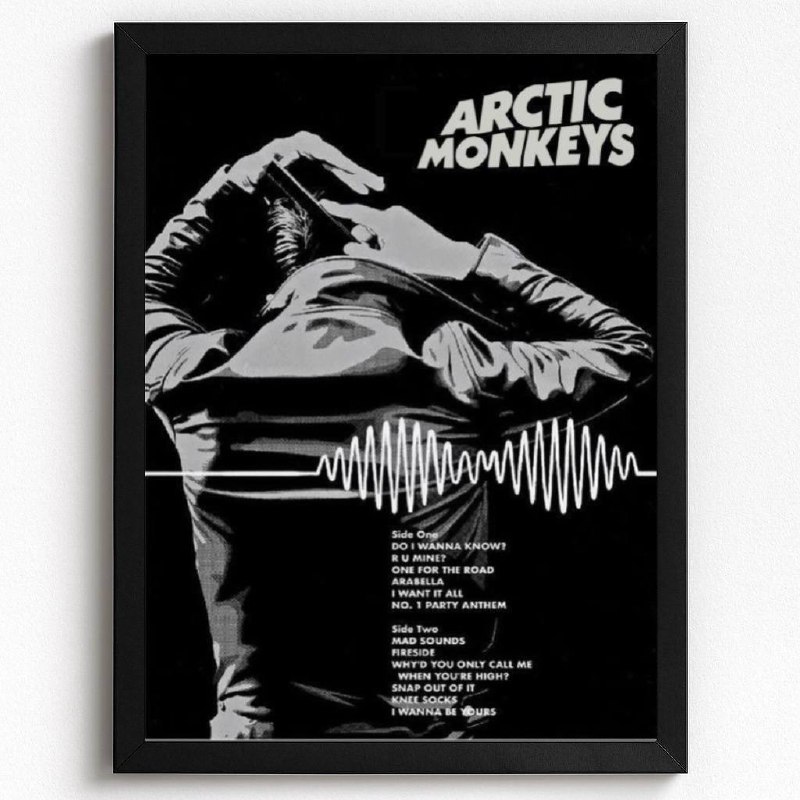 ARCTIC
MONKEYS
Side One
DO I WANNA KNOW?
R U MINE?
ONE FOR THE ROAD
ARABELLA
I WANT IT ALL
NO. 1 PARTY ANTHEM
Side Two
MAD SOUNDS
FIRESIDE
WHY'D YOU ONLY CALL ME
WHEN YOU'RE HIGH?
SNAP OUT OF IT
KNEE SOCKS
I WANNA BE YOURS